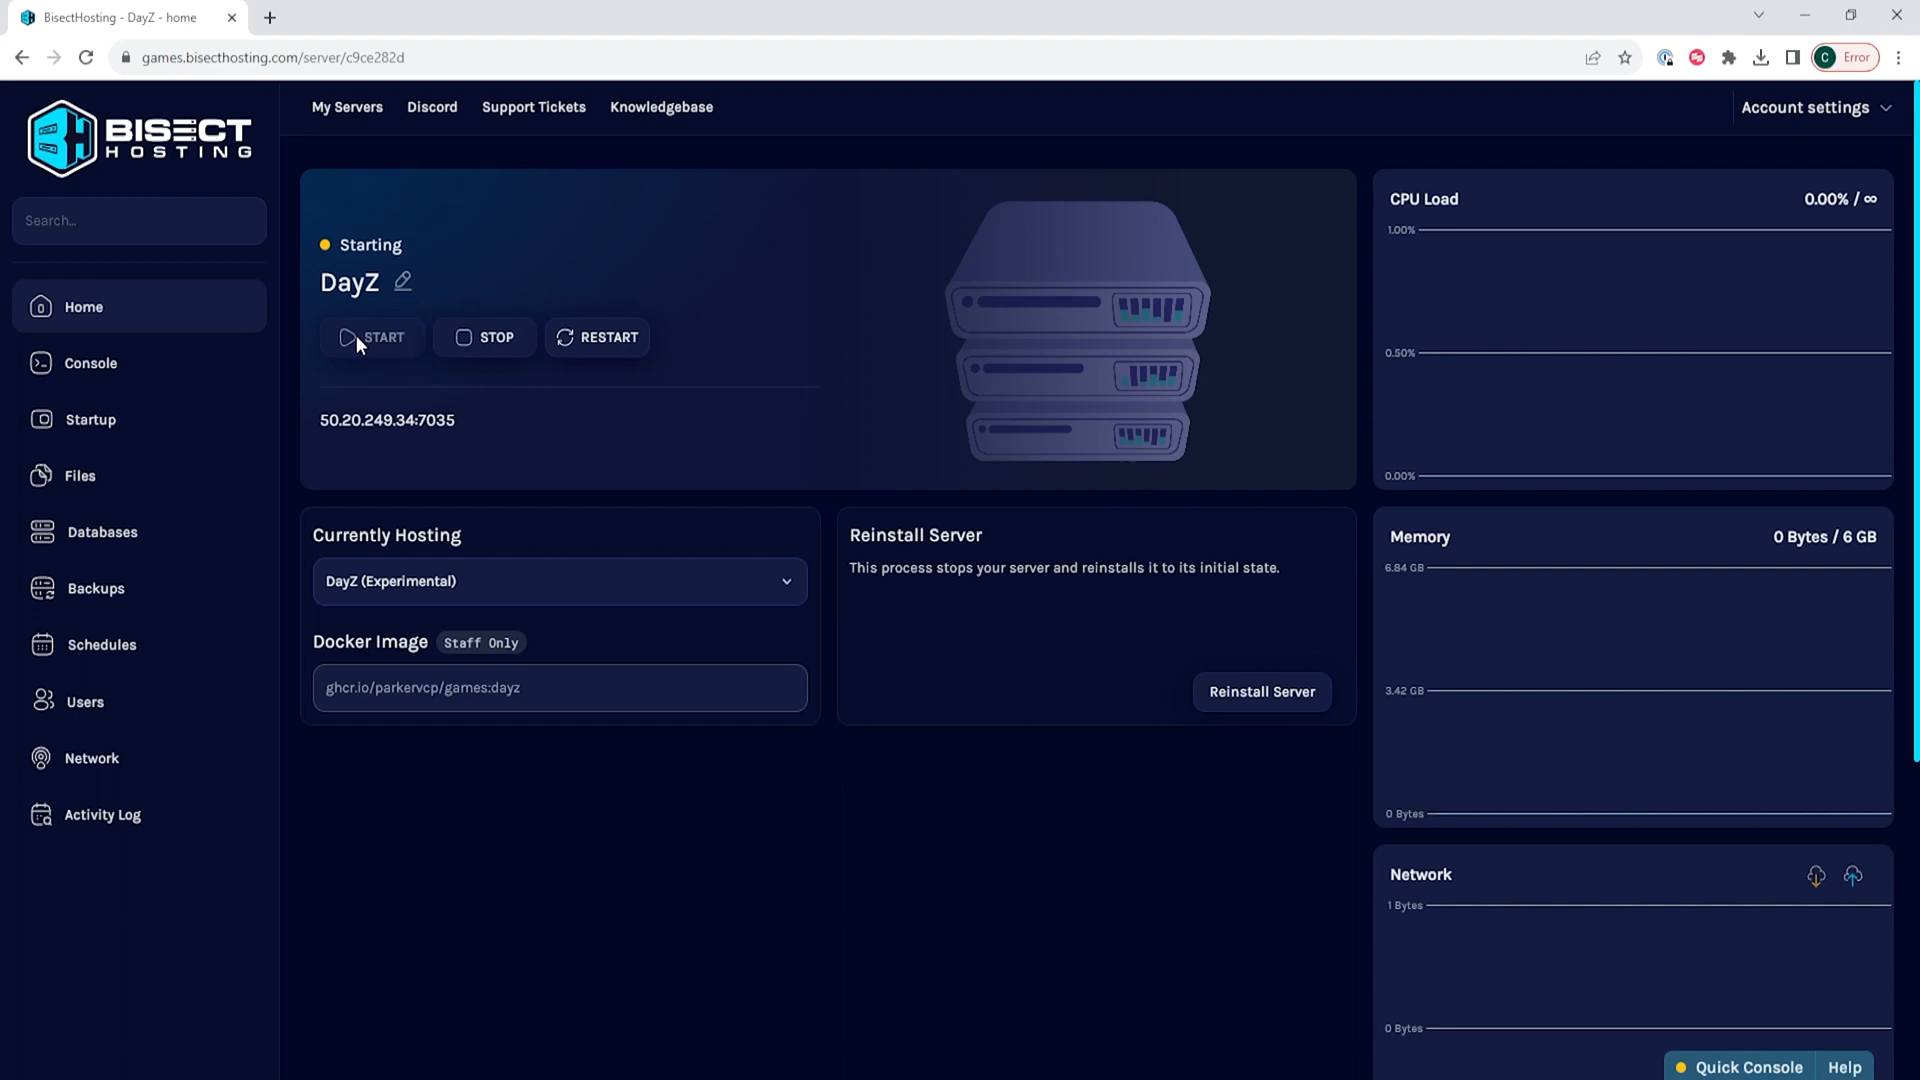 BisectHosting - DayZ - home
games.bisecthosting.com/server/c9ce282d
C Error
BISECT
HOSTING
My Servers Discord Support Tickets Knowledgebase
Account settings
Search...
Home
Console
Startup
Files
Databases
Backups
Schedules
Users
Network
Activity Log
Starting
DayZ
START STOP RESTART
50.20.249.34:7035
Currently Hosting
DayZ (Experimental)
Docker Image Staff Only
ghcr.io/parkervcp/games:dayz
Reinstall Server
This process stops your server and reinstalls it to its initial state.
Reinstall Server
CPU Load 0.00% / ∞
1.00%
0.50%
0.00%
Memory 0 Bytes / 6 GB
6.84 GB
3.42 GB
0 Bytes
Network
1 Bytes
0 Bytes
Quick Console Help